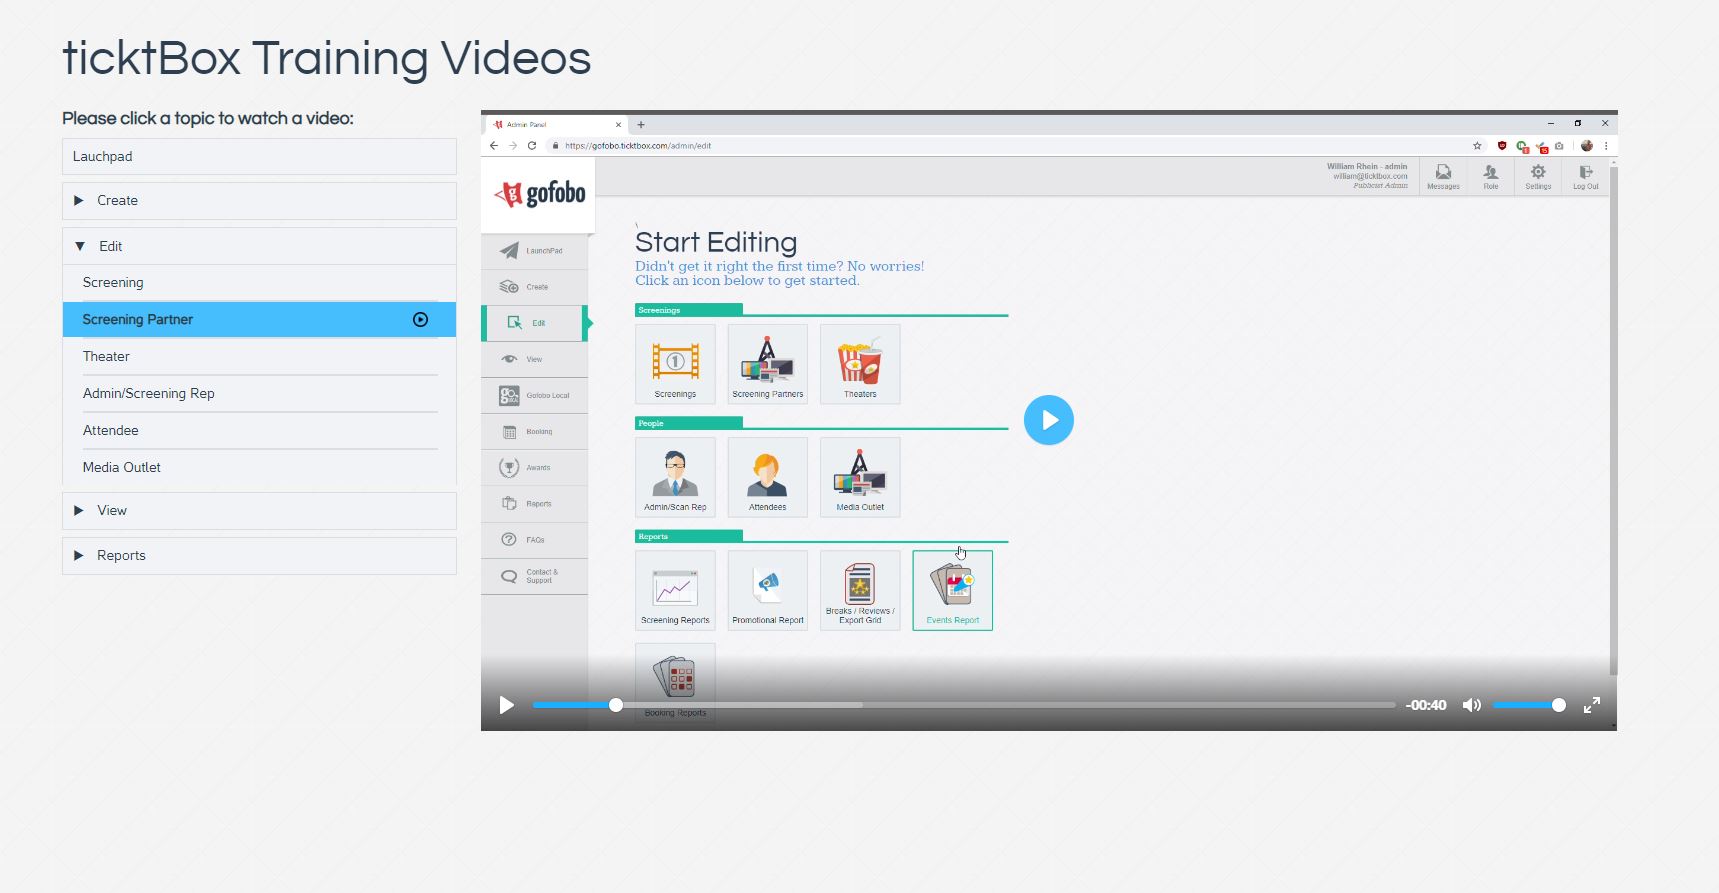 ticktBox Training Videos
Please click a topic to watch a video:
Lauchpad
Create
Edit
Screening
Screening Partner
Theater
Admin/Screening Rep
Attendee
Media Outlet
View
Reports
Admin Panel
https://gofobo.ticktbox.com/admin/edit
gofobo
William Rhein - admin
william@ticktbox.com
Publicist Admin
Messages
Role
Settings
Log Out
LaunchPad
Create
Edit
View
Gofobo Local
Booking
Awards
Reports
FAQs
Contact &
Support
\
Start Editing
Didn't get it right the first time? No worries!
Click an icon below to get started.
Screenings
1
Screenings
Screening Partners
Theaters
People
Admin/Scan Rep
Attendees
Media Outlet
Reports
Screening Reports
Promotional Report
Breaks / Reviews /
Export Grid
Events Report
Booking Reports
-00:40